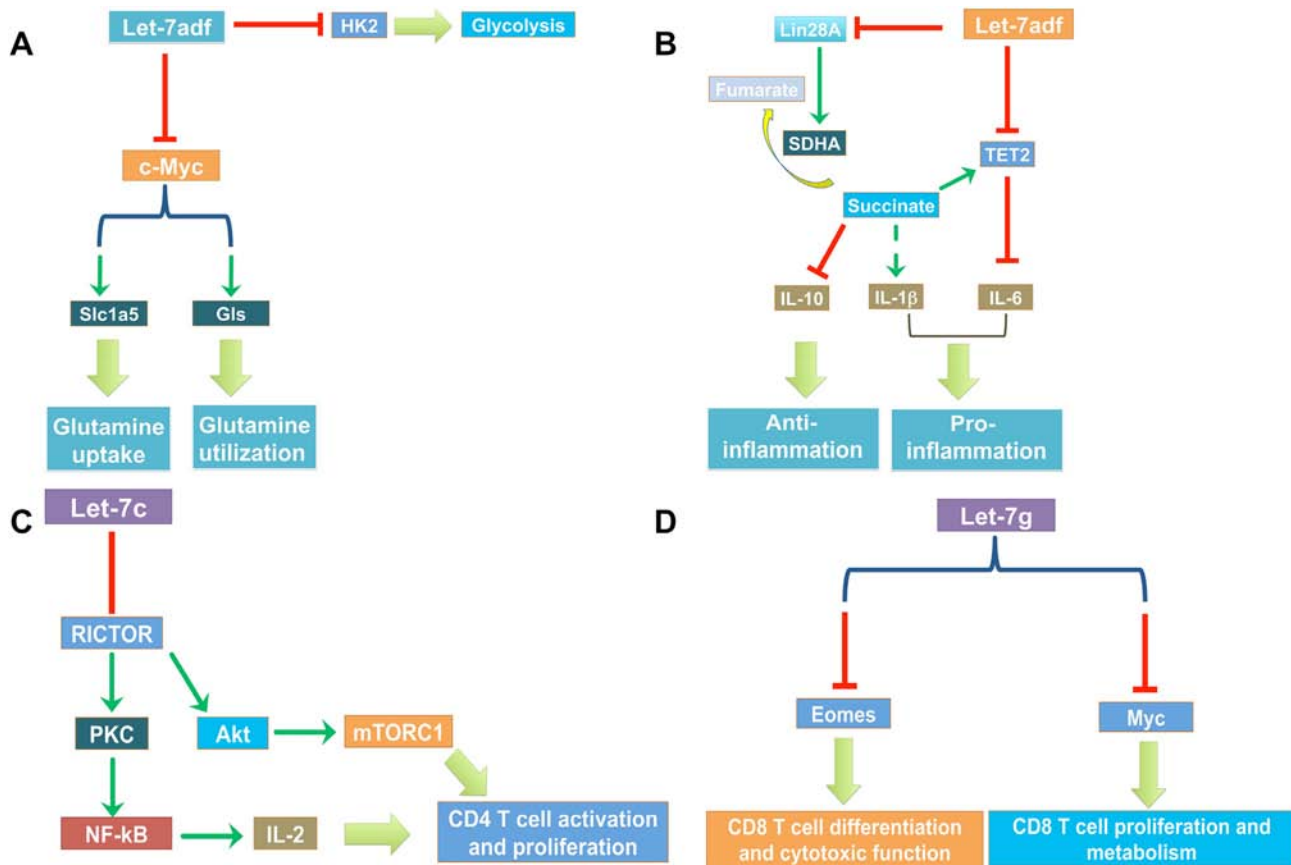 A
Let-7adf
HK2
Glycolysis
c-Myc
Slc1a5
Gls
Glutamine
uptake
Glutamine
utilization
B
Lin28A
Let-7adf
Fumarate
SDHA
TET2
Succinate
IL-10
IL-1β
IL-6
Anti-
inflammation
Pro-
inflammation
C
Let-7c
RICTOR
PKC
Akt
mTORC1
NF-kB
IL-2
CD4 T cell activation
and proliferation
D
Let-7g
Eomes
Myc
CD8 T cell differentiation
and cytotoxic function
CD8 T cell proliferation and
metabolism